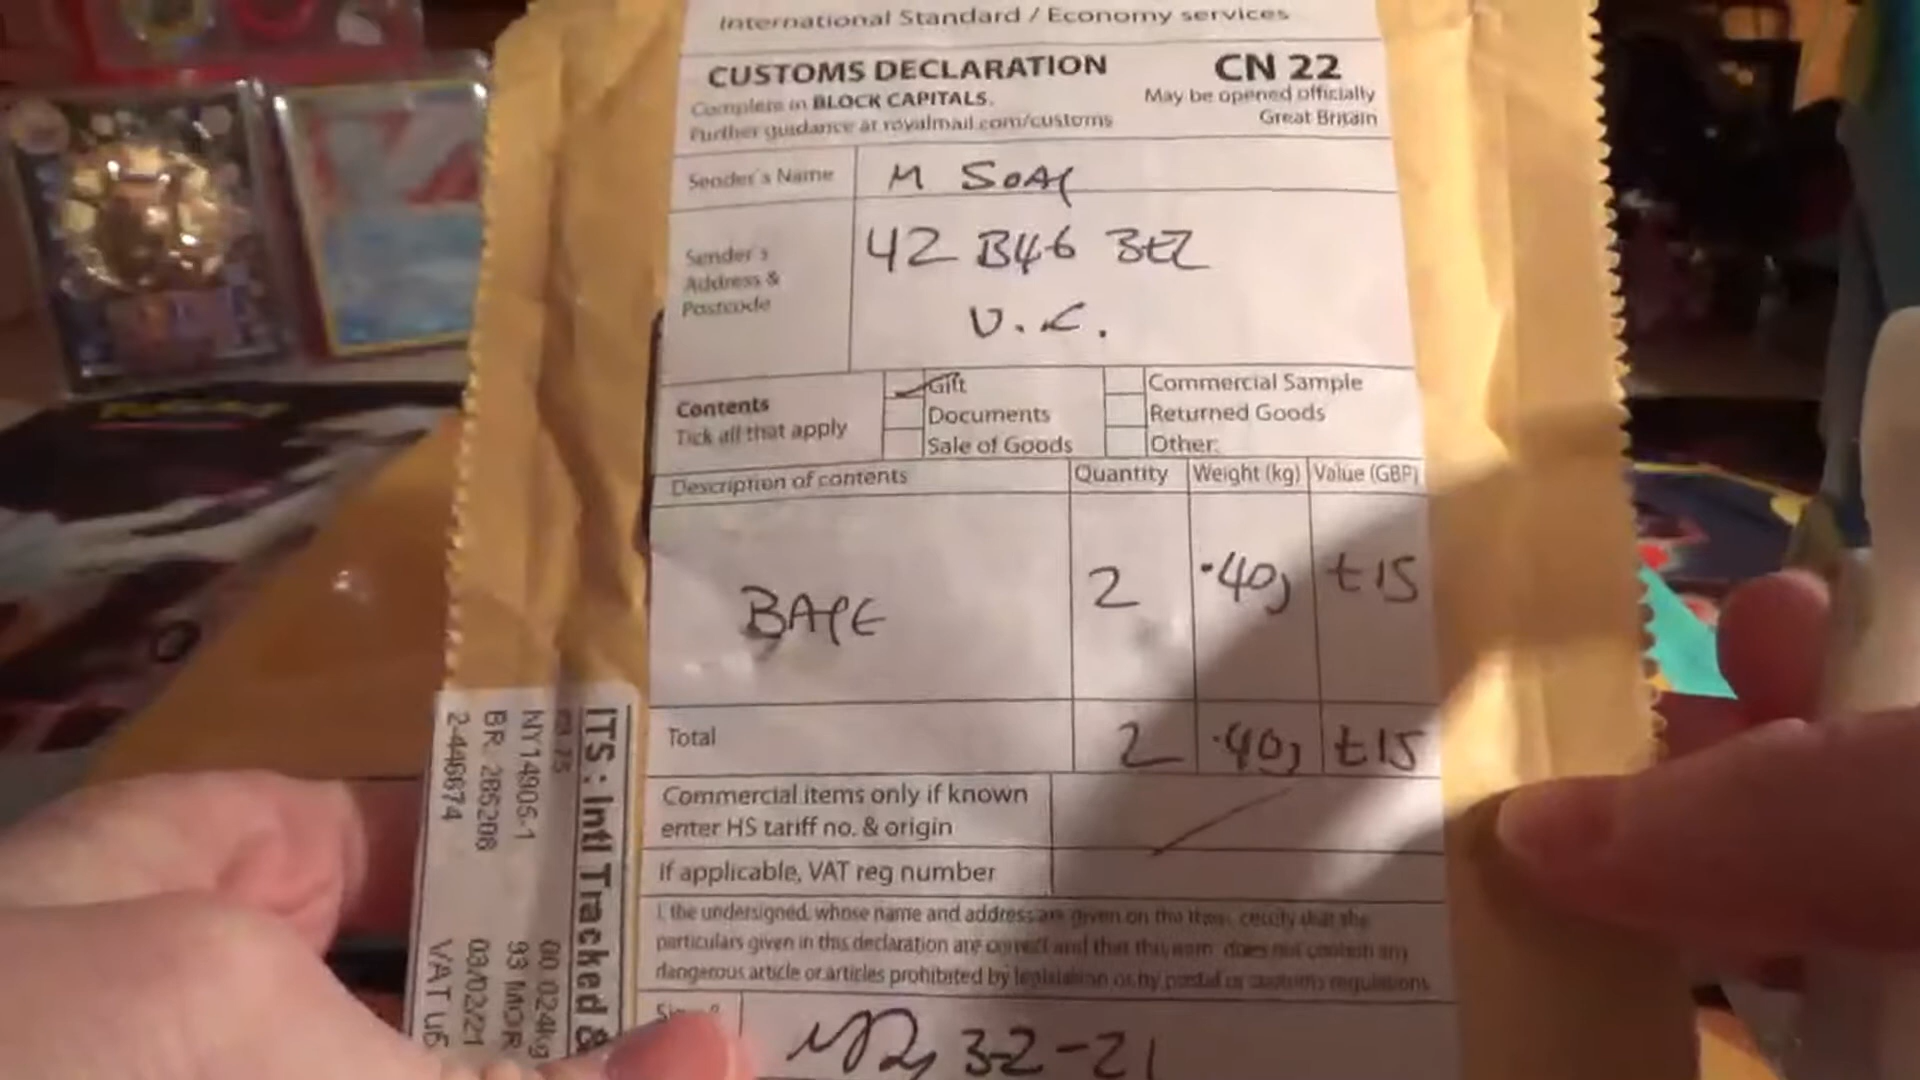 International Standard / Economy services
CUSTOMS DECLARATION CN 22
Complete in BLOCK CAPITALS. May be opened officially
Further guidance at royalmail.com/customs Great Britain
Sender's Name M SOAP
Sender's Address & Postcode 42 B46 3EZ
U.K.
Contents
Tick all that apply
Gift
Documents
Sale of Goods
Commercial Sample
Returned Goods
Other:
Description of contents Quantity Weight (kg) Value (GBP)
BAPE 2 .40g £15
Total 2 .40g £15
Commercial items only if known
enter HS tariff no. & origin
If applicable, VAT reg number
I, the undersigned, whose name and address are given on the item, certify that the
particulars given in this declaration are correct and that this item does not contain any
dangerous article or articles prohibited by legislation or by postal or customs regulations
3-2-21
ITS: Intl Tracked &
00 024kg
NY14905-1 93 MOR
BR. 285208 03/02/21
2-446674 VAT